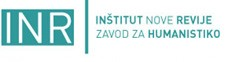 INR
INŠTITUT NOVE REVIJE
ZAVOD ZA HUMANISTIKO